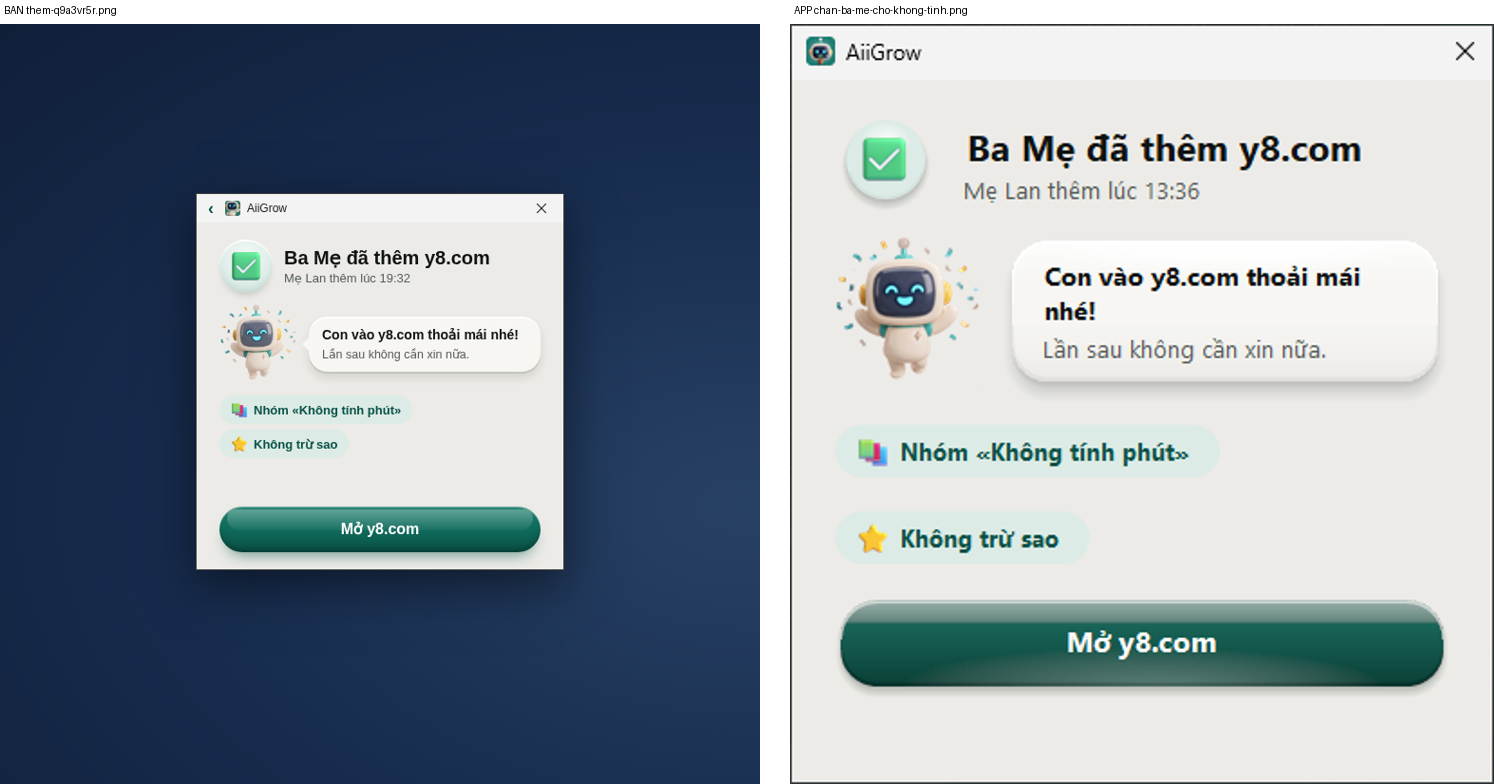 BAN them-q9a3vr5r.png
AiiGrow
Ba Mẹ đã thêm y8.com
Mẹ Lan thêm lúc 19:32
Con vào y8.com thoải mái nhé!
Lần sau không cần xin nữa.
Nhóm «Không tính phút»
Không trừ sao
Mở y8.com
APP chan-ba-me-cho-khong-tinh.png
AiiGrow
Ba Mẹ đã thêm y8.com
Mẹ Lan thêm lúc 13:36
Con vào y8.com thoải mái
nhé!
Lần sau không cần xin nữa.
Nhóm «Không tính phút»
Không trừ sao
Mở y8.com